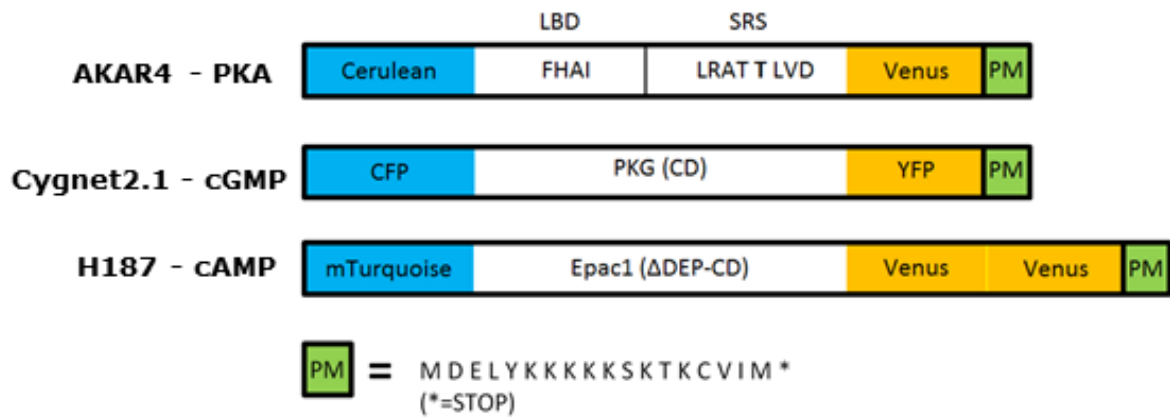 LBD SRS
AKAR4 - PKA Cerulean FHAI LRAT T LVD Venus PM
Cygnet2.1 - cGMP CFP PKG (CD) YFP PM
H187 - cAMP mTurquoise Epac1 (ΔDEP-CD) Venus Venus PM
PM = M D E L Y K K K K K S K T K C V I M *
(*=STOP)